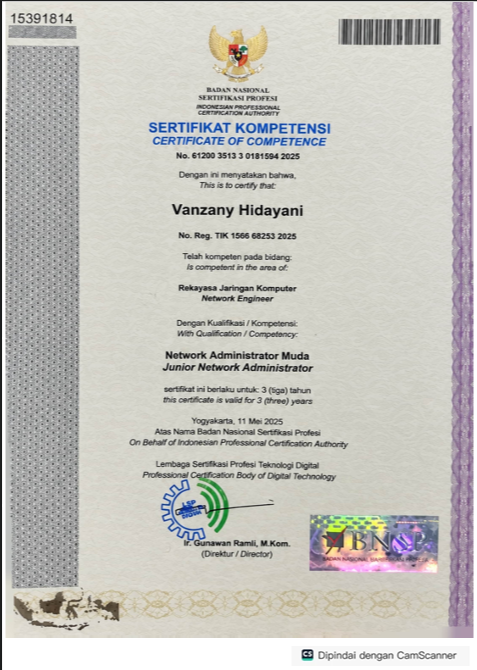 15391814
BADAN NASIONAL
SERTIFIKASI PROFESI
INDONESIAN PROFESSIONAL
CERTIFICATION AUTHORITY
SERTIFIKAT KOMPETENSI
CERTIFICATE OF COMPETENCE
No. 61200 3513 3 0181594 2025
Dengan ini menyatakan bahwa,
This is to certify that:
Vanzany Hidayani
No. Reg. TIK 1566 68253 2025
Telah kompeten pada bidang:
Is competent in the area of:
Rekayasa Jaringan Komputer
Network Engineer
Dengan Kualifikasi / Kompetensi:
With Qualification / Competency:
Network Administrator Muda
Junior Network Administrator
sertifikat ini berlaku untuk: 3 (tiga) tahun
this certificate is valid for 3 (three) years
Yogyakarta, 11 Mei 2025
Atas Nama Badan Nasional Sertifikasi Profesi
On Behalf of Indonesian Professional Certification Authority
Lembaga Sertifikasi Profesi Teknologi Digital
Professional Certification Body of Digital Technology
LSP
DIGITAL
Ir. Gunawan Ramli, M.Kom.
(Direktur / Director)
BNSP
CS Dipindai dengan CamScanner